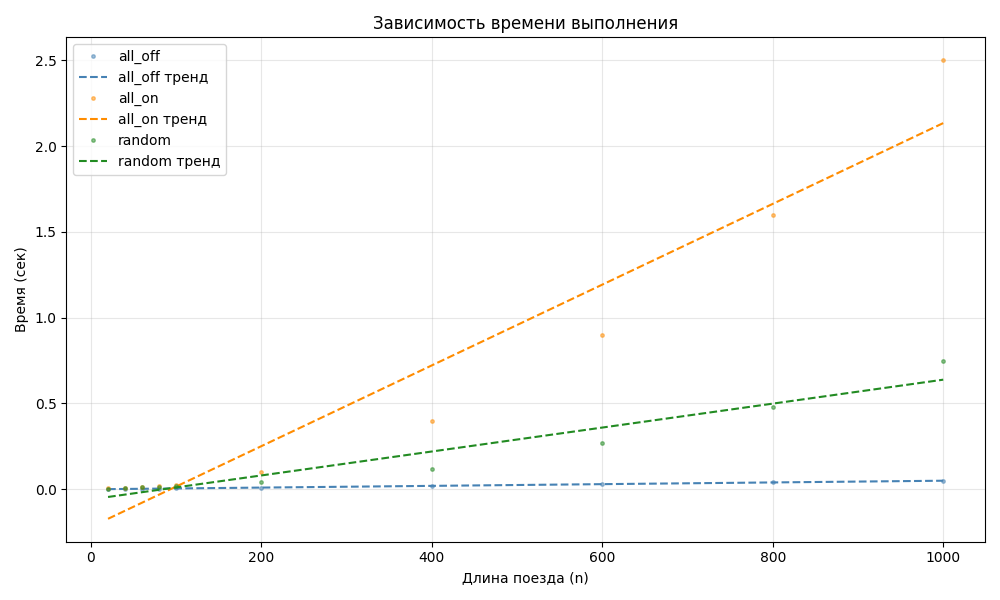 Зависимость времени выполнения
all_off
all_off тренд
all_on
all_on тренд
random
random тренд
Время (сек)
2.5
2.0
1.5
1.0
0.5
0.0
0 200 400 600 800 1000
Длина поезда (n)